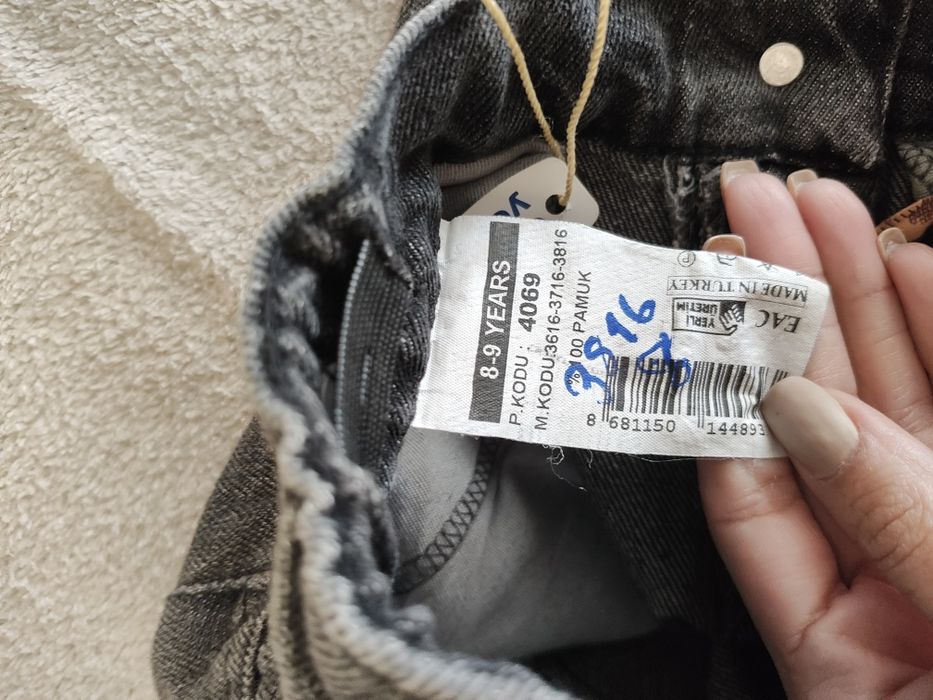 8-9 YEARS
P.KODU: 4069
M.KODU:3616-3716-3816
%100 PAMUK
3816
8 681150 144893
YERLİ
ÜRETİM
EAC
MADE IN TURKEY